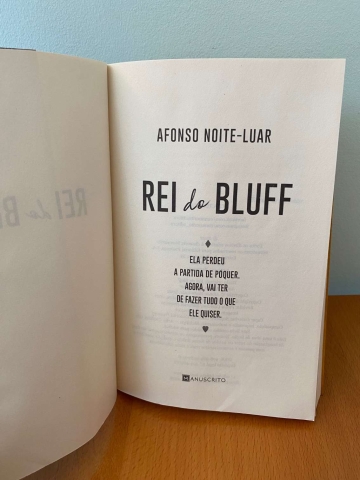 AFONSO NOITE-LUAR
REI do BLUFF
ELA PERDEU
A PARTIDA DE PÓQUER.
AGORA, VAI TER
DE FAZER TUDO O QUE
ELE QUISER.
MANUSCRITO